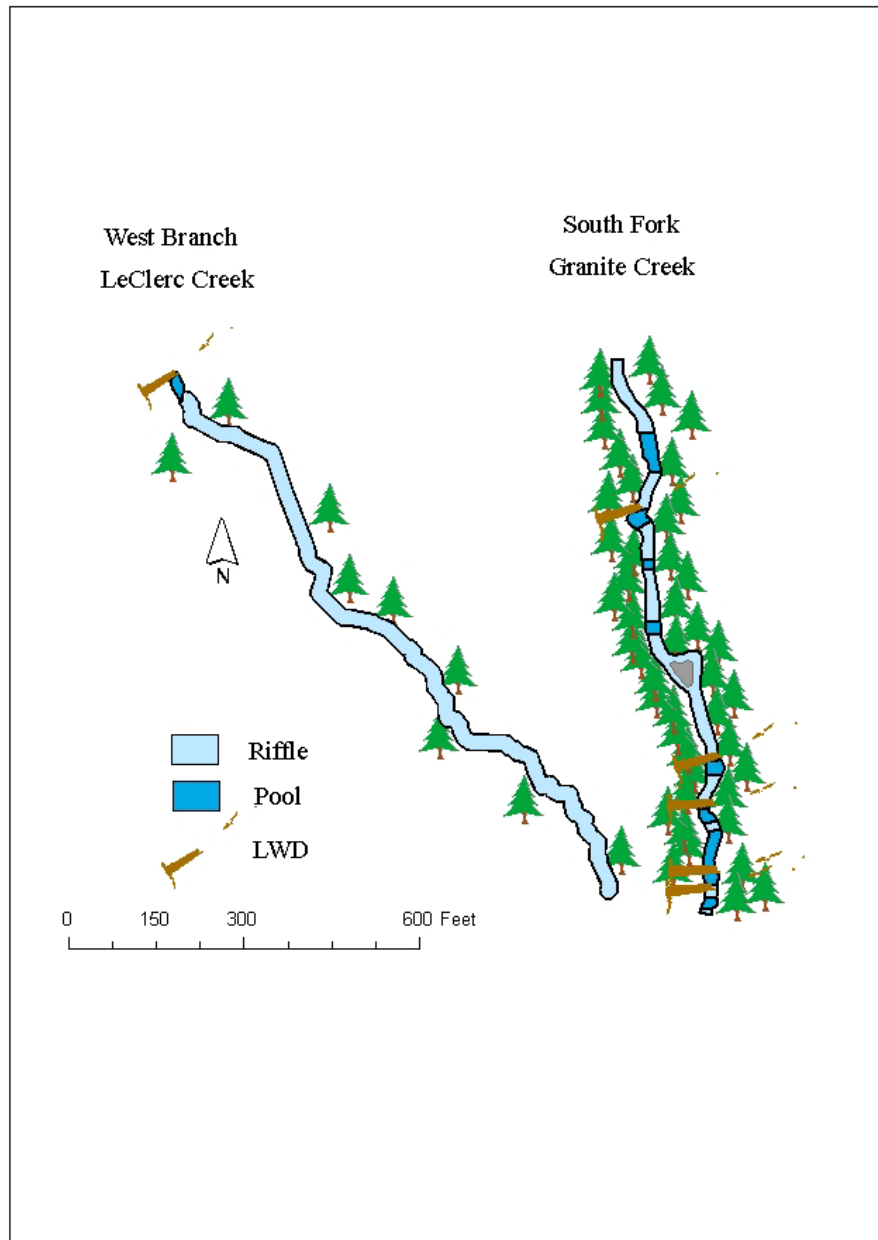 West Branch
LeClerc Creek
South Fork
Granite Creek
N
Riffle
Pool
LWD
0 150 300 600 Feet